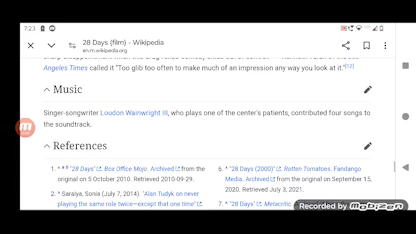 7:23
28 Days (film) - Wikipedia
en.m.wikipedia.org
Angeles Times called it "Too glib too often to make much of an impression any way you look at it."[12]
Music
Singer-songwriter Loudon Wainwright III, who plays one of the center's patients, contributed four songs to
the soundtrack.
References
1. ^ a b "28 Days". Box Office Mojo. Archived from the
original on 5 October 2010. Retrieved 2010-09-29.
2. ^ Saraiya, Sonia (July 7, 2014). "Alan Tudyk on never
playing the same role twice—except that one time".
6. ^ "28 Days (2000)". Rotten Tomatoes. Fandango
Media. Archived from the original on September 15,
2020. Retrieved July 3, 2021.
7. ^ "28 Days". Metacritic.
Recorded by Mobizen